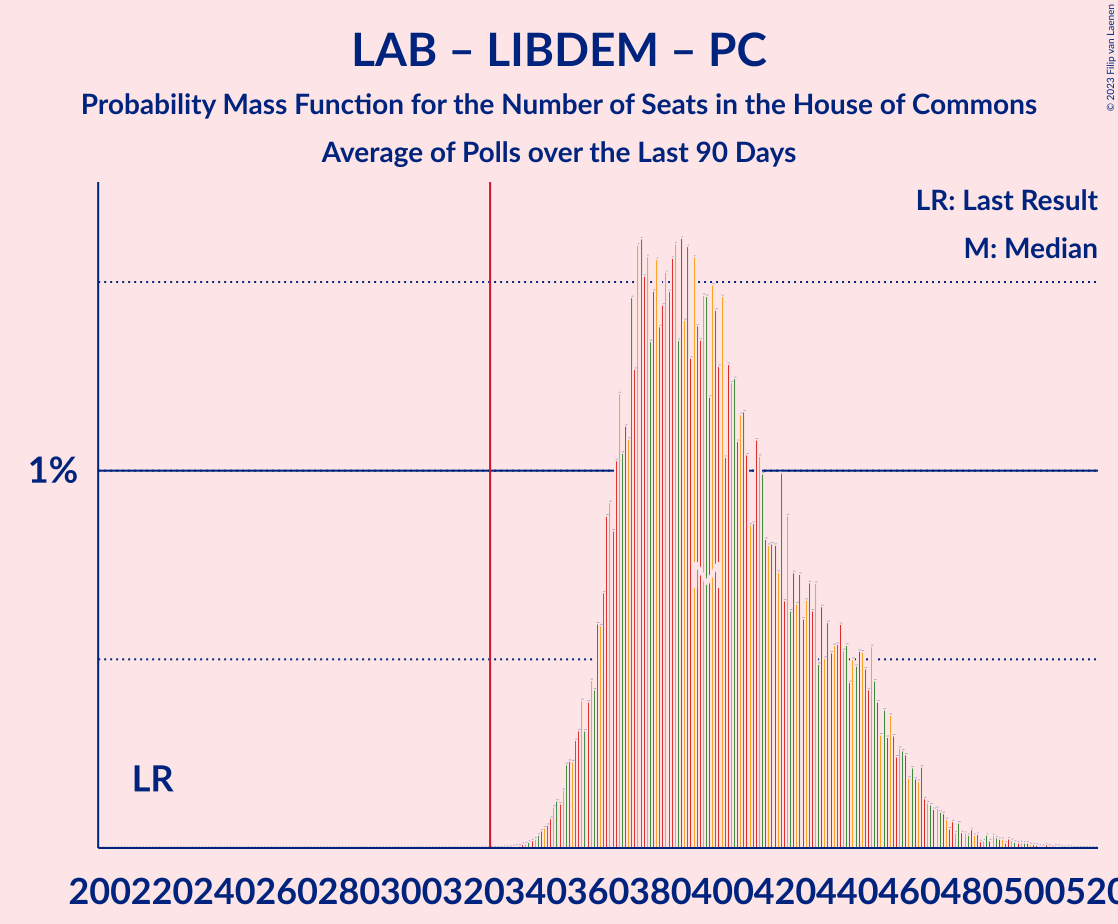 © 2023 Filip van Laenen
LAB – LIBDEM – PC
Probability Mass Function for the Number of Seats in the House of Commons
Average of Polls over the Last 90 Days
LR: Last Result
M: Median
1%
M
LR
200220240260280300320340360380400420440460480500520